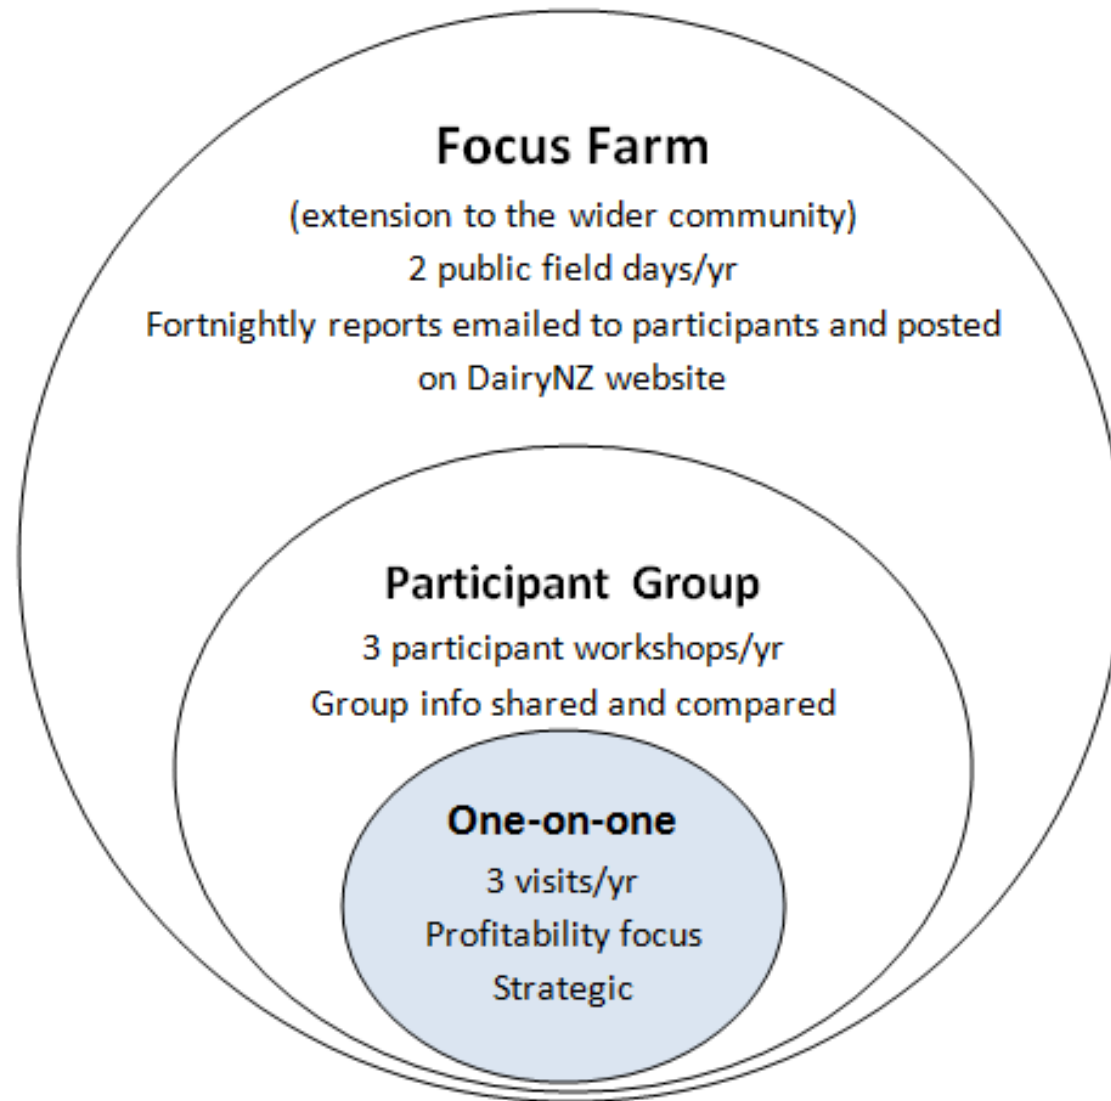 Focus Farm
(extension to the wider community)
2 public field days/yr
Fortnightly reports emailed to participants and posted
on DairyNZ website
Participant Group
3 participant workshops/yr
Group info shared and compared
One-on-one
3 visits/yr
Profitability focus
Strategic